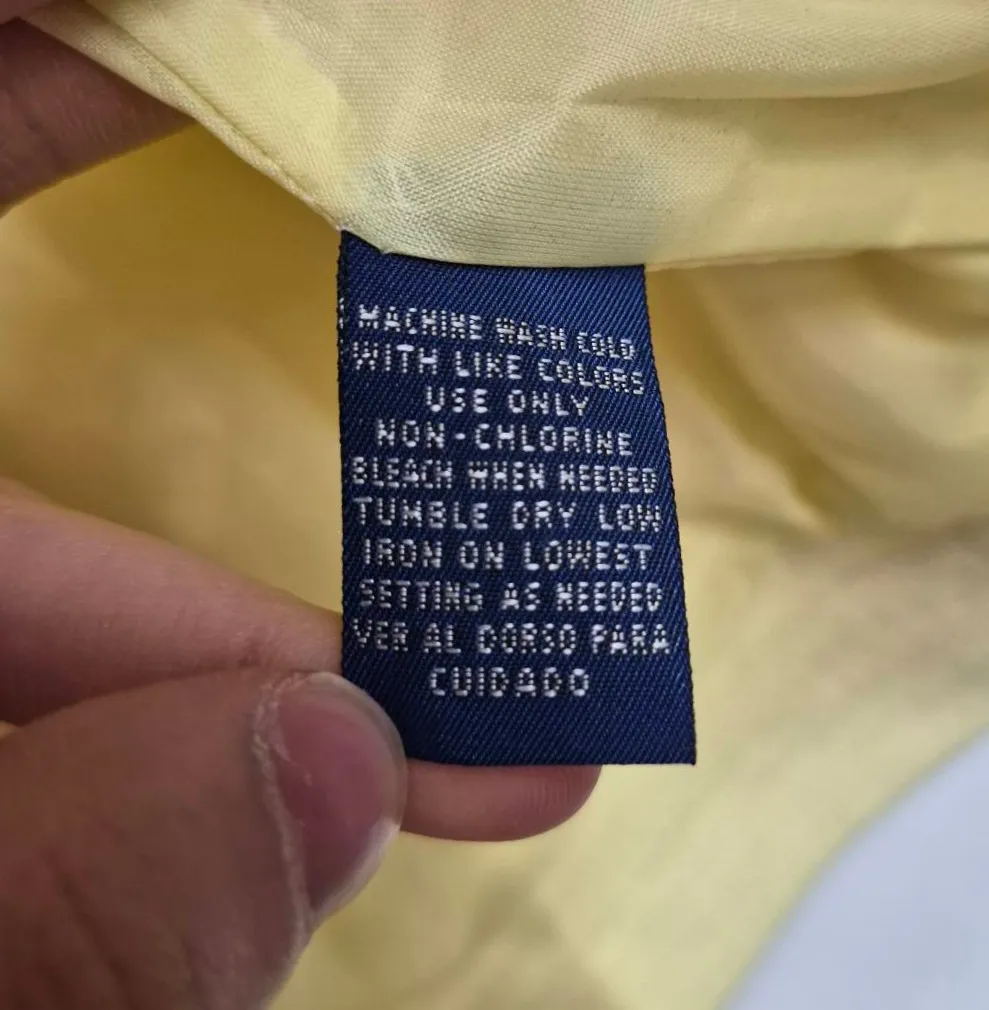 MACHINE WASH COLD
WITH LIKE COLORS
USE ONLY
NON-CHLORINE
BLEACH WHEN NEEDED
TUMBLE DRY LOW
IRON ON LOWEST
SETTING AS NEEDED
VER AL DORSO PARA
CUIDADO